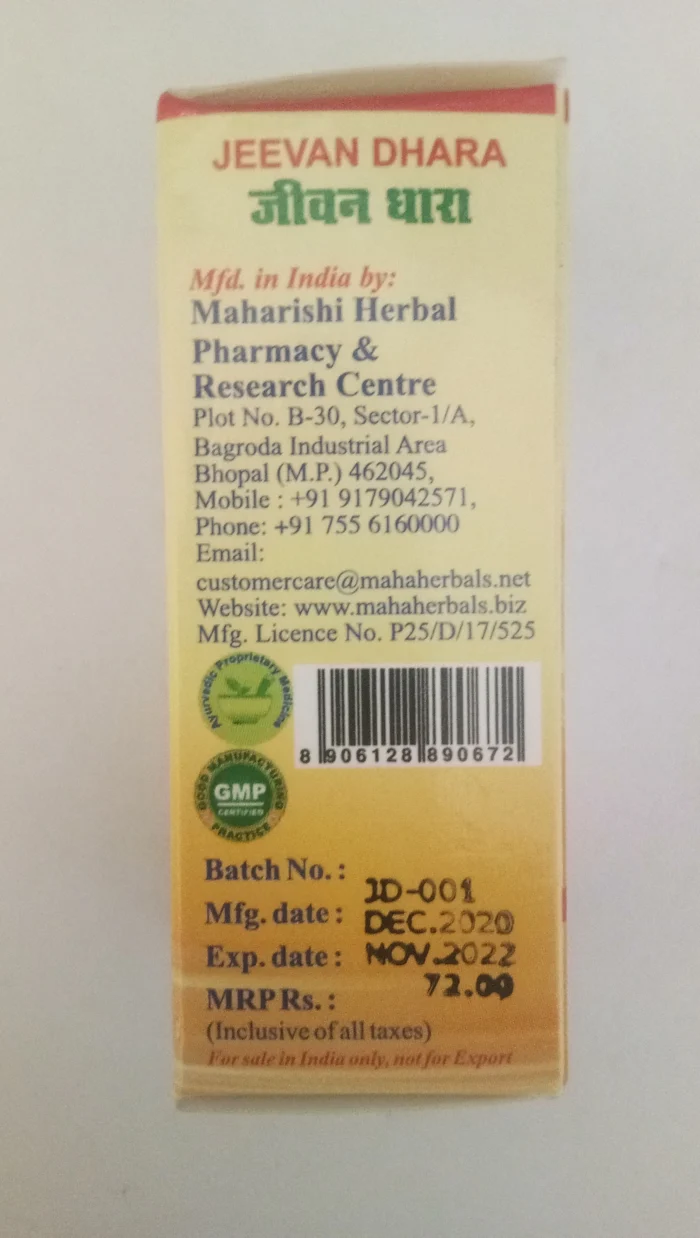 JEEVAN DHARA
जीवन धारा
Mfd. in India by:
Maharishi Herbal
Pharmacy &
Research Centre
Plot No. B-30, Sector-1/A,
Bagroda Industrial Area
Bhopal (M.P.) 462045,
Mobile : +91 9179042571,
Phone: +91 755 6160000
Email:
customercare@mahaherbals.net
Website: www.mahaherbals.biz
Mfg. Licence No. P25/D/17/525
Ayurvedic Proprietary Medicine
8 906128 890672
GOOD MANUFACTURING
GMP
CERTIFIED
PRACTICE
Batch No. : JD-001
Mfg. date : DEC.2020
Exp. date : NOV.2022
MRP Rs. : 72.00
(Inclusive of all taxes)
For sale in India only, not for Export